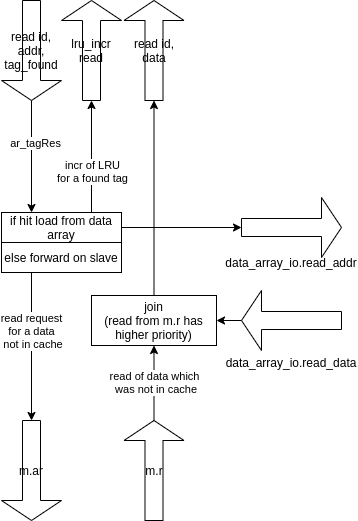 read id,
addr,
tag_found
lru_incr
read
read id,
data
ar_tagRes
incr of LRU
for a found tag
if hit load from data
array
else forward on slave
data_array_io.read_addr
join
(read from m.r has
higher priority)
read request
for a data
not in cache
data_array_io.read_data
read of data which
was not in cache
m.ar
m.r